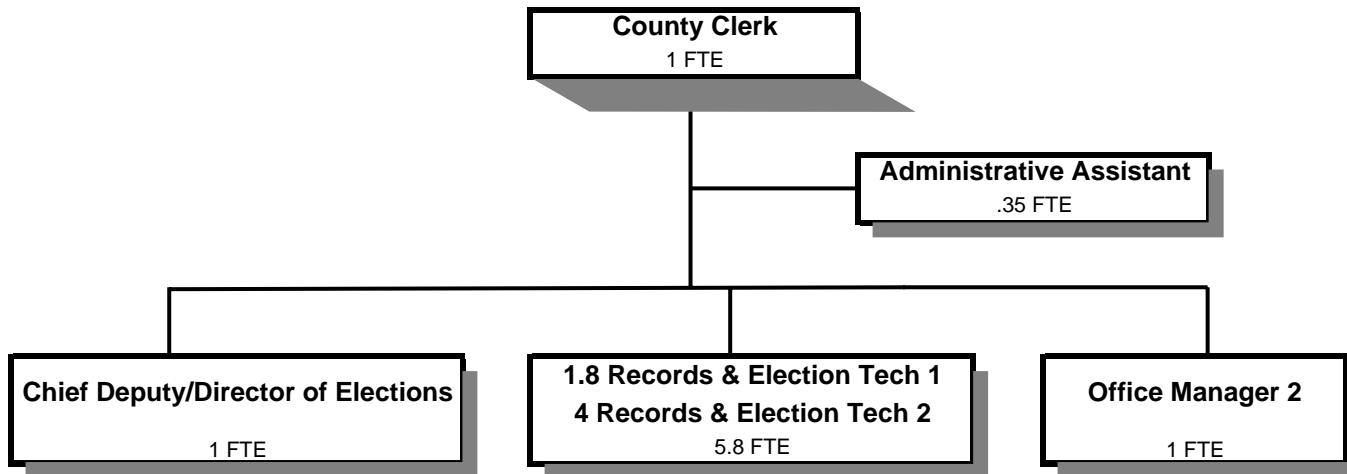 County Clerk
1 FTE
Administrative Assistant
.35 FTE
Chief Deputy/Director of Elections
1 FTE
1.8 Records & Election Tech 1
4 Records & Election Tech 2
5.8 FTE
Office Manager 2
1 FTE